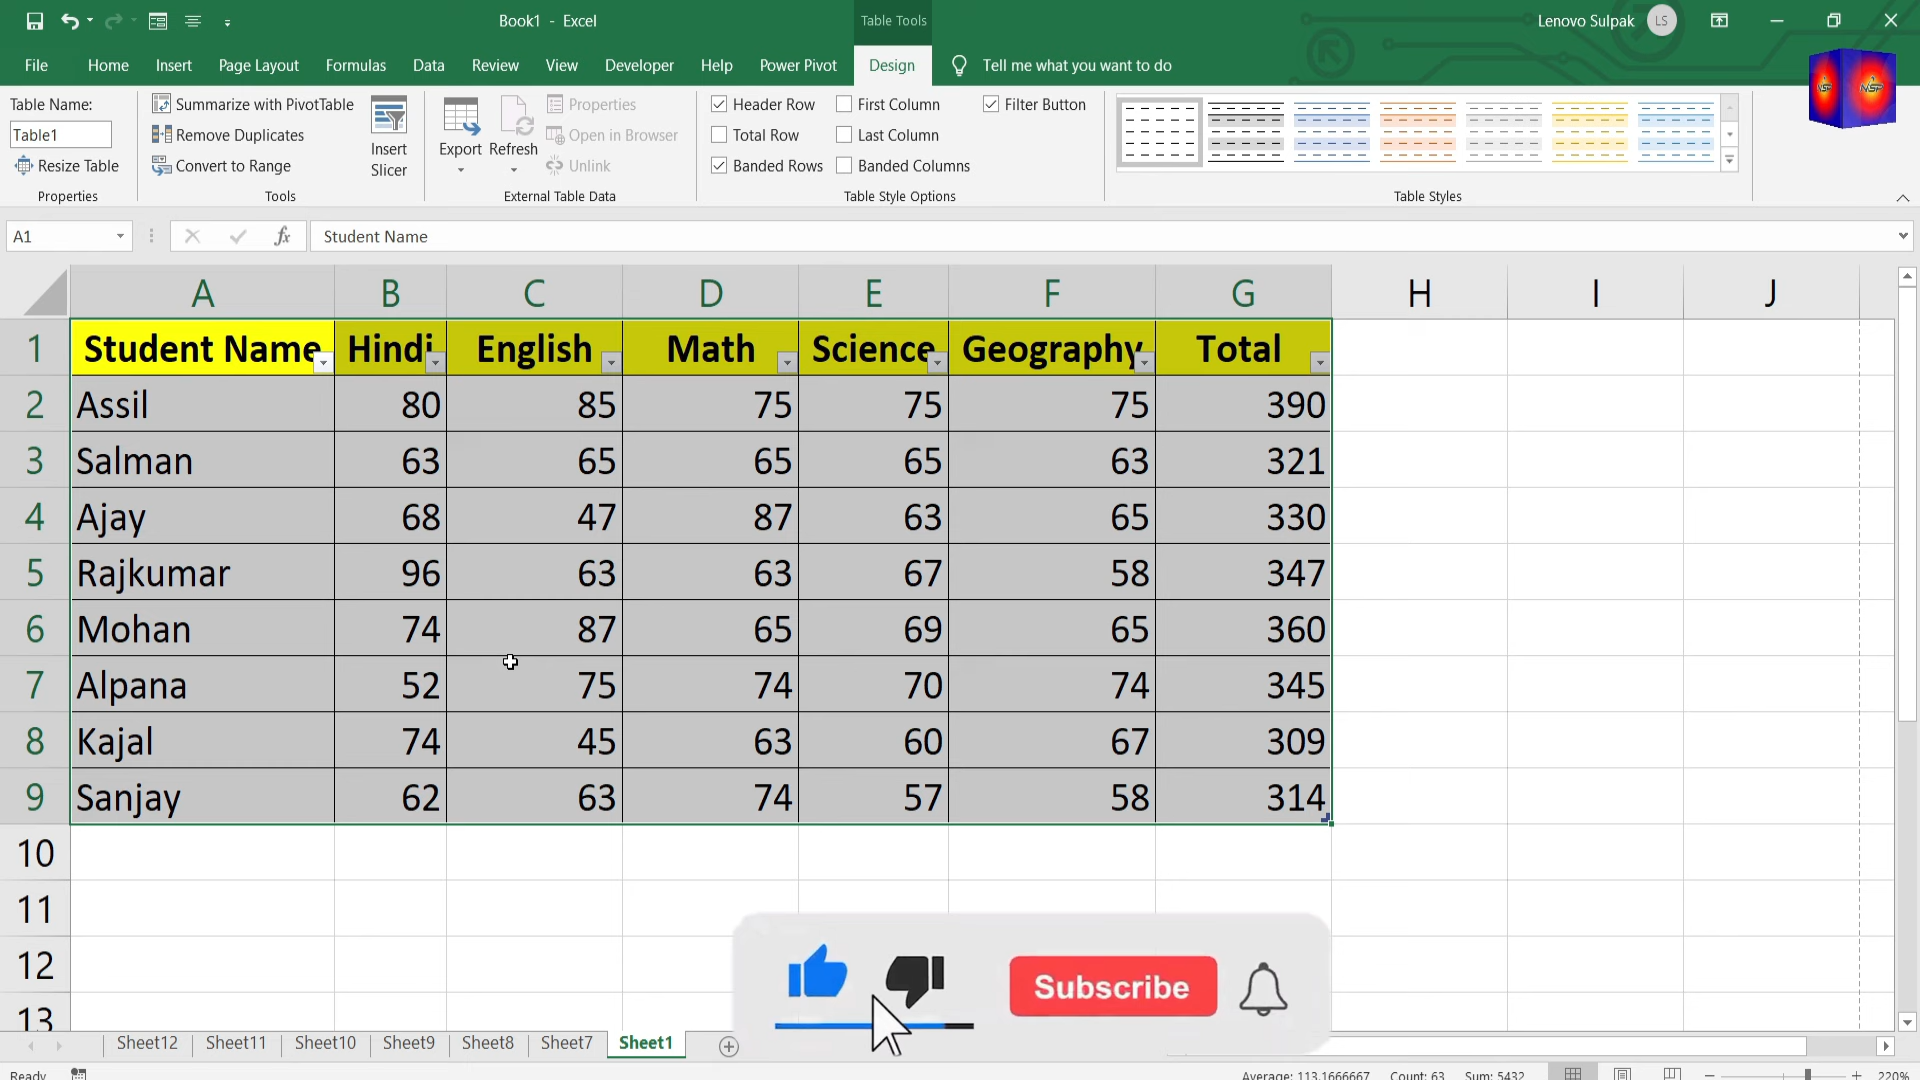 Book1 - Excel
Table Tools
Lenovo Sulpak LS
File Home Insert Page Layout Formulas Data Review View Developer Help Power Pivot Design Tell me what you want to do
Table Name:
Table1
Resize Table
Properties
Summarize with PivotTable
Remove Duplicates
Convert to Range
Tools
Insert
Slicer
Export
Refresh
Properties
Open in Browser
Unlink
External Table Data
Header Row
Total Row
Banded Rows
First Column
Last Column
Banded Columns
Filter Button
Table Style Options
Table Styles
NSP NSP
A1 fx Student Name
A B C D E F G H I J
1 Student Name Hindi English Math Science Geography Total
2 Assil 80 85 75 75 75 390
3 Salman 63 65 65 65 63 321
4 Ajay 68 47 87 63 65 330
5 Rajkumar 96 63 63 67 58 347
6 Mohan 74 87 65 69 65 360
7 Alpana 52 75 74 70 74 345
8 Kajal 74 45 63 60 67 309
9 Sanjay 62 63 74 57 58 314
10
11
12
13
Subscribe
Sheet12 Sheet11 Sheet10 Sheet9 Sheet8 Sheet7 Sheet1
Ready Average: 113.1666667 Count: 63 Sum: 5432 220%